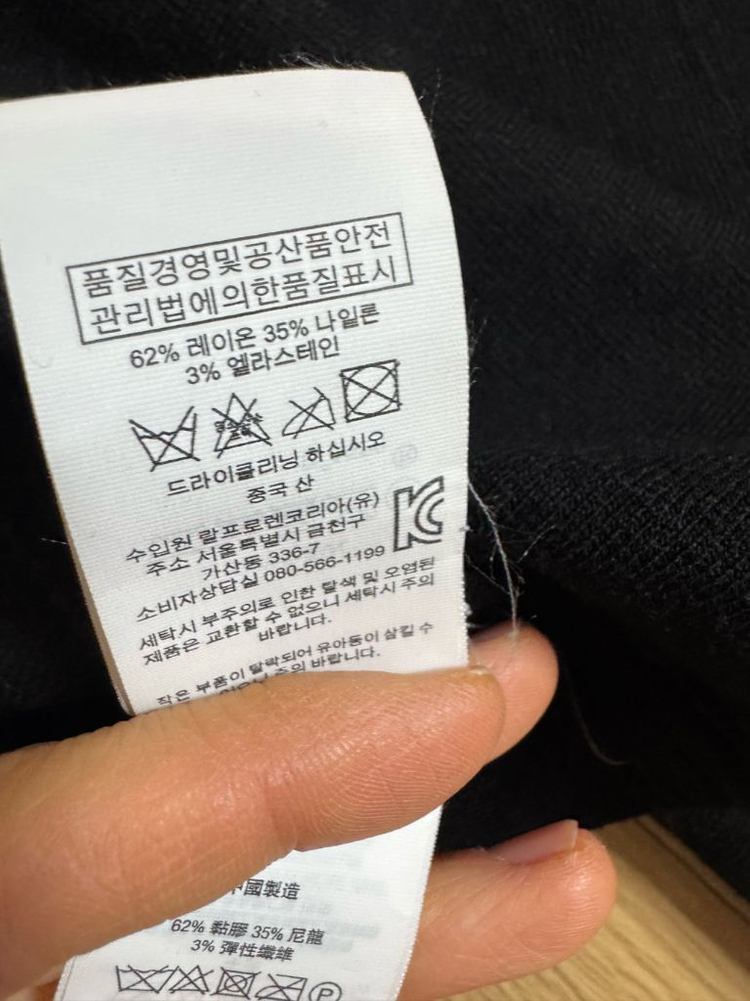 품질경영및공산품안전
관리법에의한품질표시
62% 레이온 35% 나일론
3% 엘라스테인
드라이클리닝 하십시오
중국 산
수입원 랄프로렌코리아(유)
주소 서울특별시 금천구
가산동 336-7
소비자상담실 080-566-1199
세탁시 부주의로 인한 탈색 및 오염된
제품은 교환할 수 없으니 세탁시 주의
바랍니다.
작은 부품이 탈락되어 유아동이 삼킬 수
주의 바랍니다.
中國製造
62% 黏膠 35% 尼龍
3% 彈性纖維
P